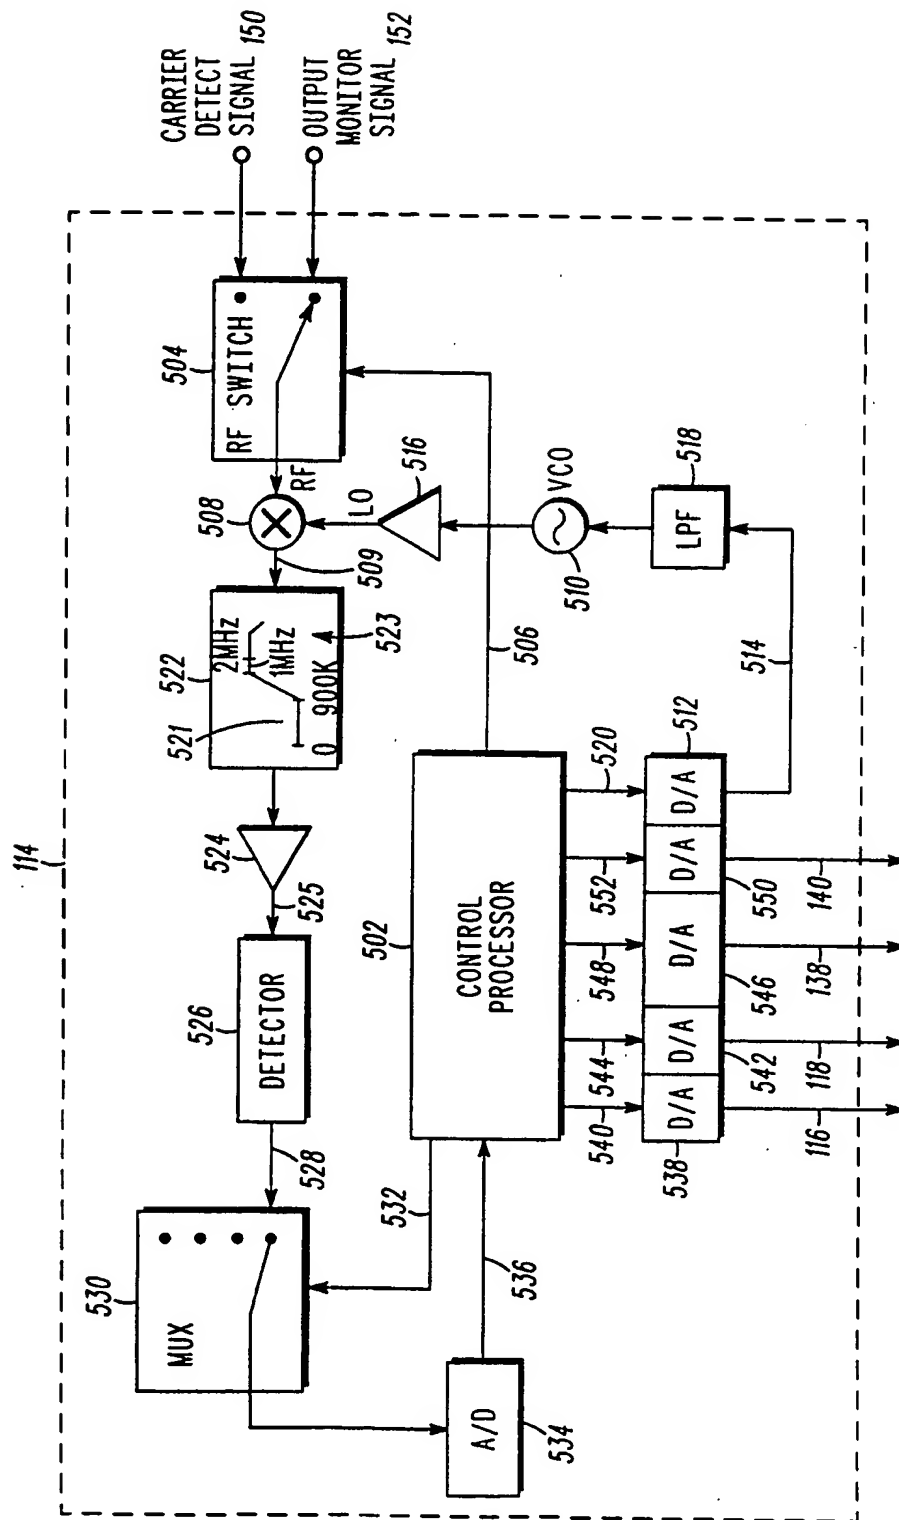 114
CARRIER
DETECT
SIGNAL 150
OUTPUT
MONITOR
SIGNAL 152
504
RF SWITCH
RF
508
509
LO
516
VCO
510
518
LPF
514
506
522
2MHz
1MHz
521
0 900K
523
524
525
526
DETECTOR
528
530
MUX
532
536
A/D
534
502
CONTROL
PROCESSOR
540
544
548
552
520
512
D/A
D/A
D/A
D/A
D/A
538
542
546
550
116
118
138
140